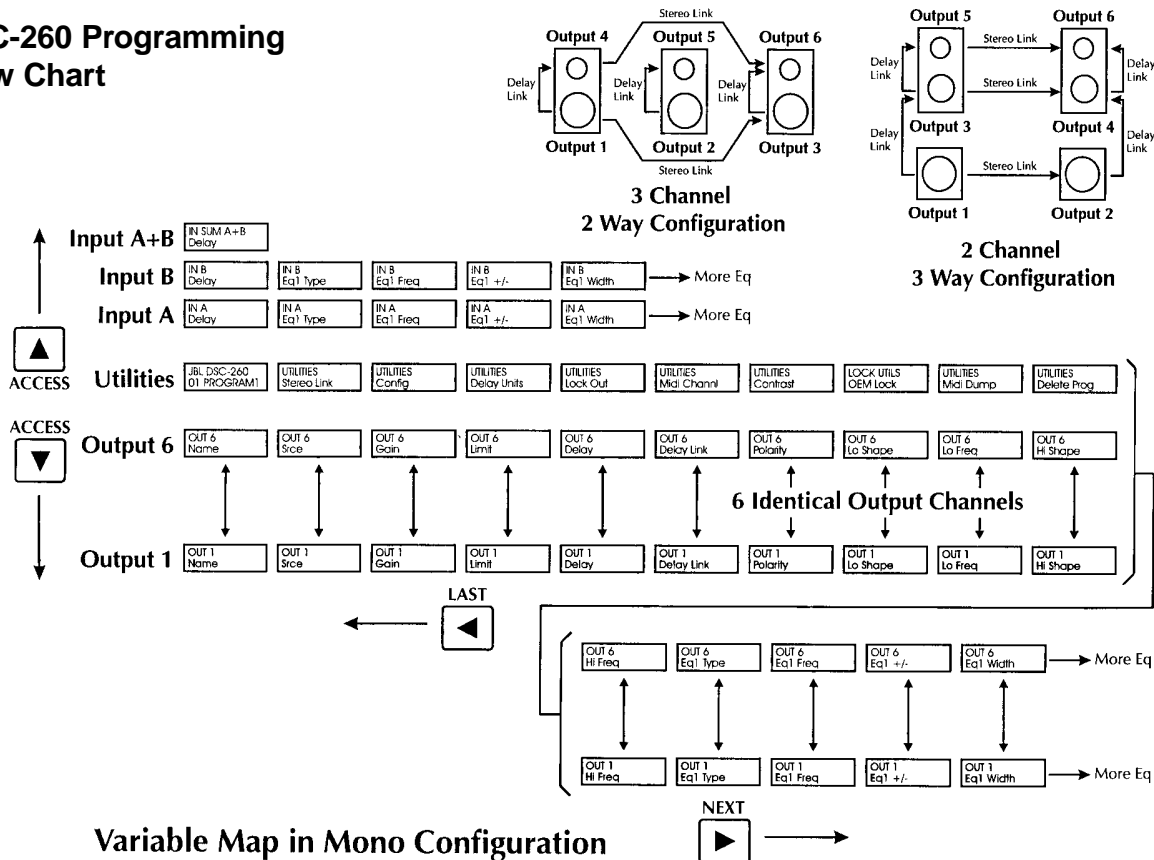 C-260 Programming
w Chart
Stereo Link
Output 4
Output 5
Output 6
Delay
Link
Delay
Link
Delay
Link
Output 1
Output 2
Output 3
Stereo Link
3 Channel
2 Way Configuration
Output 5
Output 6
Stereo Link
Delay
Link
Delay
Link
Stereo Link
Output 3
Output 4
Delay
Link
Delay
Link
Stereo Link
Output 1
Output 2
2 Channel
3 Way Configuration
Input A+B
IN SUM A+B
Delay
Input B
IN B
Delay
IN B
Eq1 Type
IN B
Eq1 Freq
IN B
Eq1 +/-
IN B
Eq1 Width
More Eq
Input A
IN A
Delay
IN A
Eq1 Type
IN A
Eq1 Freq
IN A
Eq1 +/-
IN A
Eq1 Width
More Eq
ACCESS
Utilities
JBL DSC-260
01 PROGRAM1
UTILITIES
Stereo Link
UTILITIES
Config
UTILITIES
Delay Units
UTILITIES
Lock Out
UTILITIES
Midi Channl
UTILITIES
Contrast
LOCK UTILS
OEM Lock
UTILITIES
Midi Dump
UTILITIES
Delete Prog
ACCESS
Output 6
OUT 6
Name
OUT 6
Srce
OUT 6
Gain
OUT 6
Limit
OUT 6
Delay
OUT 6
Delay Link
OUT 6
Polarity
OUT 6
Lo Shape
OUT 6
Lo Freq
OUT 6
Hi Shape
6 Identical Output Channels
Output 1
OUT 1
Name
OUT 1
Srce
OUT 1
Gain
OUT 1
Limit
OUT 1
Delay
OUT 1
Delay Link
OUT 1
Polarity
OUT 1
Lo Shape
OUT 1
Lo Freq
OUT 1
Hi Shape
LAST
OUT 6
Hi Freq
OUT 6
Eq1 Type
OUT 6
Eq1 Freq
OUT 6
Eq1 +/-
OUT 6
Eq1 Width
More Eq
OUT 1
Hi Freq
OUT 1
Eq1 Type
OUT 1
Eq1 Freq
OUT 1
Eq1 +/-
OUT 1
Eq1 Width
More Eq
NEXT
Variable Map in Mono Configuration